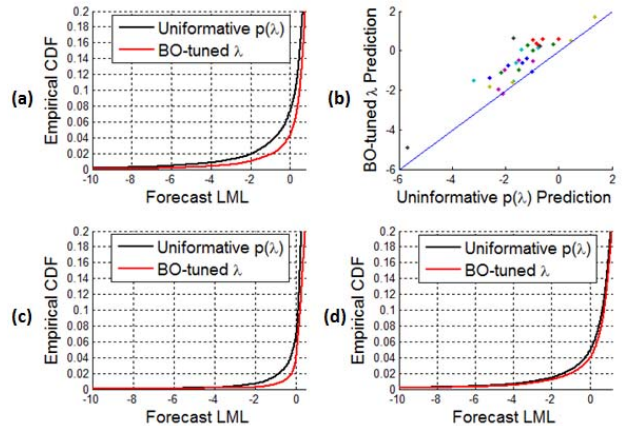 (a)
Empirical CDF
0.2
0.18
0.16
0.14
0.12
0.1
0.08
0.06
0.04
0.02
0
-10 -8 -6 -4 -2 0
Forecast LML
Uniformative p(λ)
BO-tuned λ
(b)
BO-tuned λ Prediction
2
0
-2
-4
-6
-6 -4 -2 0 2
Uninformative p(λ) Prediction
(c)
Empirical CDF
0.2
0.18
0.16
0.14
0.12
0.1
0.08
0.06
0.04
0.02
0
-10 -8 -6 -4 -2 0
Forecast LML
Uniformative p(λ)
BO-tuned λ
(d)
Empirical CDF
0.2
0.18
0.16
0.14
0.12
0.1
0.08
0.06
0.04
0.02
0
-10 -8 -6 -4 -2 0
Forecast LML
Uniformative p(λ)
BO-tuned λ